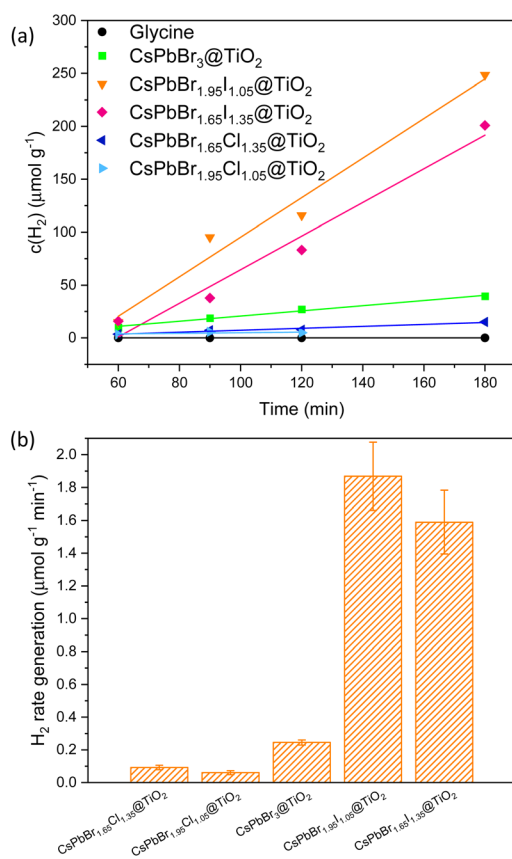 (a)
300
250
200
150
100
50
0
c(H₂) (μmol g⁻¹)
Glycine
CsPbBr₃@TiO₂
CsPbBr₁.₉₅I₁.₀₅@TiO₂
CsPbBr₁.₆₅I₁.₃₅@TiO₂
CsPbBr₁.₆₅Cl₁.₃₅@TiO₂
CsPbBr₁.₉₅Cl₁.₀₅@TiO₂
60 80 100 120 140 160 180
Time (min)
(b)
2.0
1.8
1.6
1.4
1.2
1.0
0.8
0.6
0.4
0.2
0.0
H₂ rate generation (μmol g⁻¹ min⁻¹)
CsPbBr₁.₆₅Cl₁.₃₅@TiO₂
CsPbBr₁.₉₅Cl₁.₀₅@TiO₂
CsPbBr₃@TiO₂
CsPbBr₁.₉₅I₁.₀₅@TiO₂
CsPbBr₁.₆₅I₁.₃₅@TiO₂